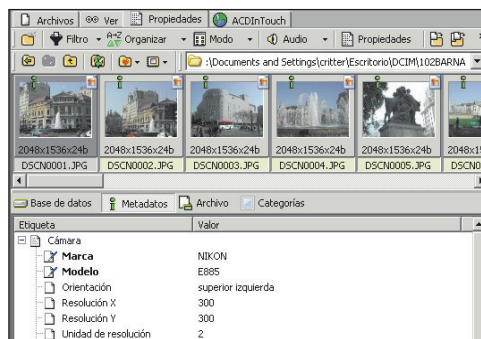 Archivos Ver Propiedades ACDInTouch
Filtro Organizar Modo Audio Propiedades
:\Documents and Settings\critter\Escritorio\DCIM\102BARNA
2048x1536x24b 2048x1536x24b 2048x1536x24b 2048x1536x24b 2048x1536x24b 2048x1
DSCN0001.JPG DSCN0002.JPG DSCN0003.JPG DSCN0004.JPG DSCN0005.JPG DSCN0
Base de datos Metadatos Archivo Categorías
Etiqueta Valor
Cámara
Marca NIKON
Modelo E885
Orientación superior izquierda
Resolución X 300
Resolución Y 300
Unidad de resolución 2